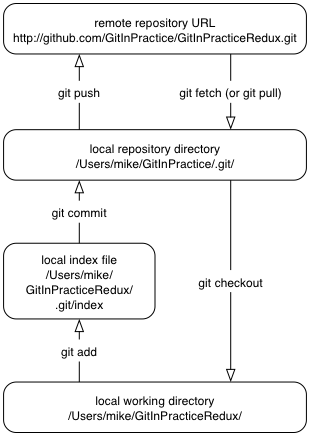 remote repository URL
http://github.com/GitInPractice/GitInPracticeRedux.git
git push
git fetch (or git pull)
local repository directory
/Users/mike/GitInPractice/.git/
git commit
local index file
/Users/mike/
GitInPracticeRedux/
.git/index
git checkout
git add
local working directory
/Users/mike/GitInPracticeRedux/